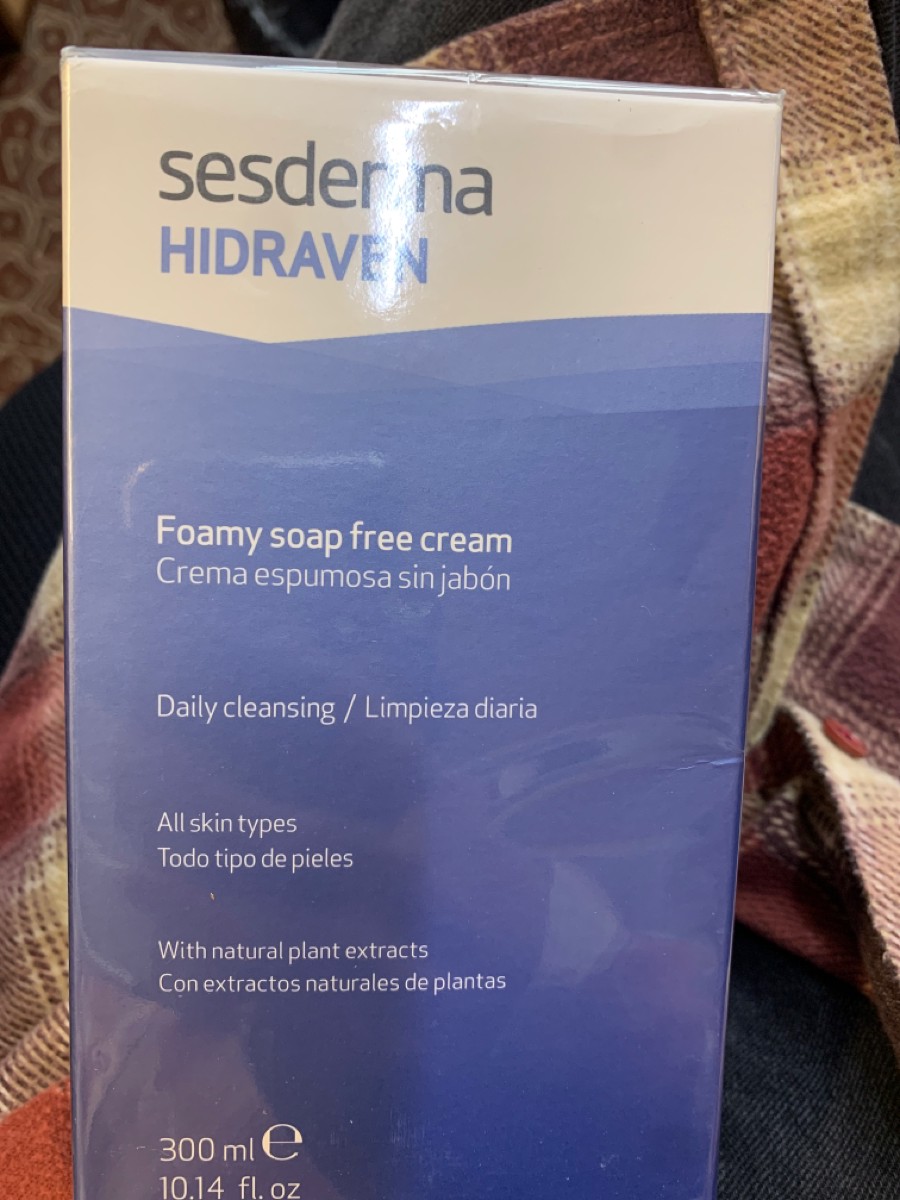 sesderma
HIDRAVEN
Foamy soap free cream
Crema espumosa sin jabón
Daily cleansing / Limpieza diaria
All skin types
Todo tipo de pieles
With natural plant extracts
Con extractos naturales de plantas
300 ml ℮
10.14 fl. oz